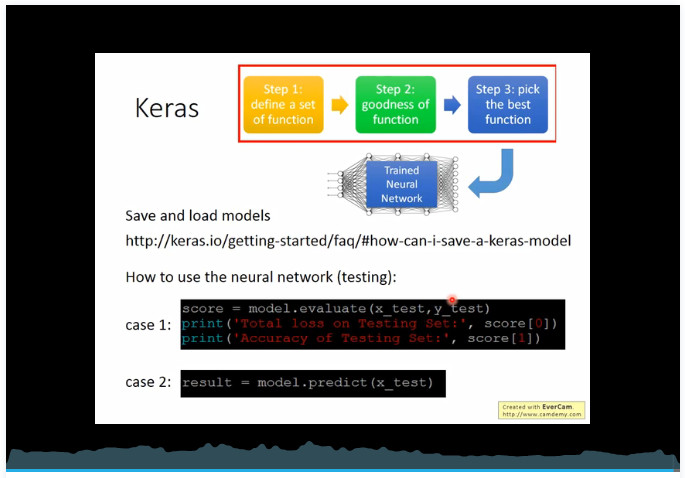 Keras
Step 1:
define a set
of function
Step 2:
goodness of
function
Step 3: pick
the best
function
Trained
Neural
Network
Save and load models
http://keras.io/getting-started/faq/#how-can-i-save-a-keras-model
How to use the neural network (testing):
case 1:
score = model.evaluate(x_test,y_test)
print('Total loss on Testing Set:', score[0])
print('Accuracy of Testing Set:', score[1])
case 2: result = model.predict(x_test)
Created with EverCam.
http://www.camdemy.com